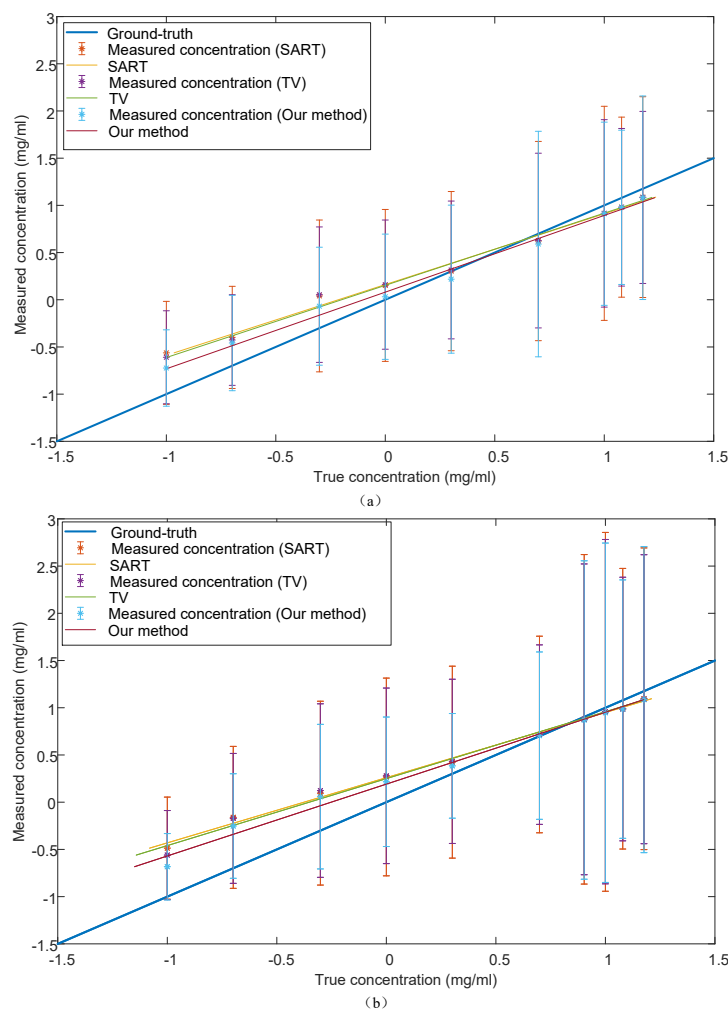 3
2.5
2
1.5
1
0.5
0
-0.5
-1
-1.5
Measured concentration (mg/ml)
Ground-truth
Measured concentration (SART)
SART
Measured concentration (TV)
TV
Measured concentration (Our method)
Our method
-1.5 -1 -0.5 0 0.5 1 1.5
True concentration (mg/ml)
（a）
3
2.5
2
1.5
1
0.5
0
-0.5
-1
-1.5
Measured concentration (mg/ml)
Ground-truth
Measured concentration (SART)
SART
Measured concentration (TV)
TV
Measured concentration (Our method)
Our method
-1.5 -1 -0.5 0 0.5 1 1.5
True concentration (mg/ml)
（b）